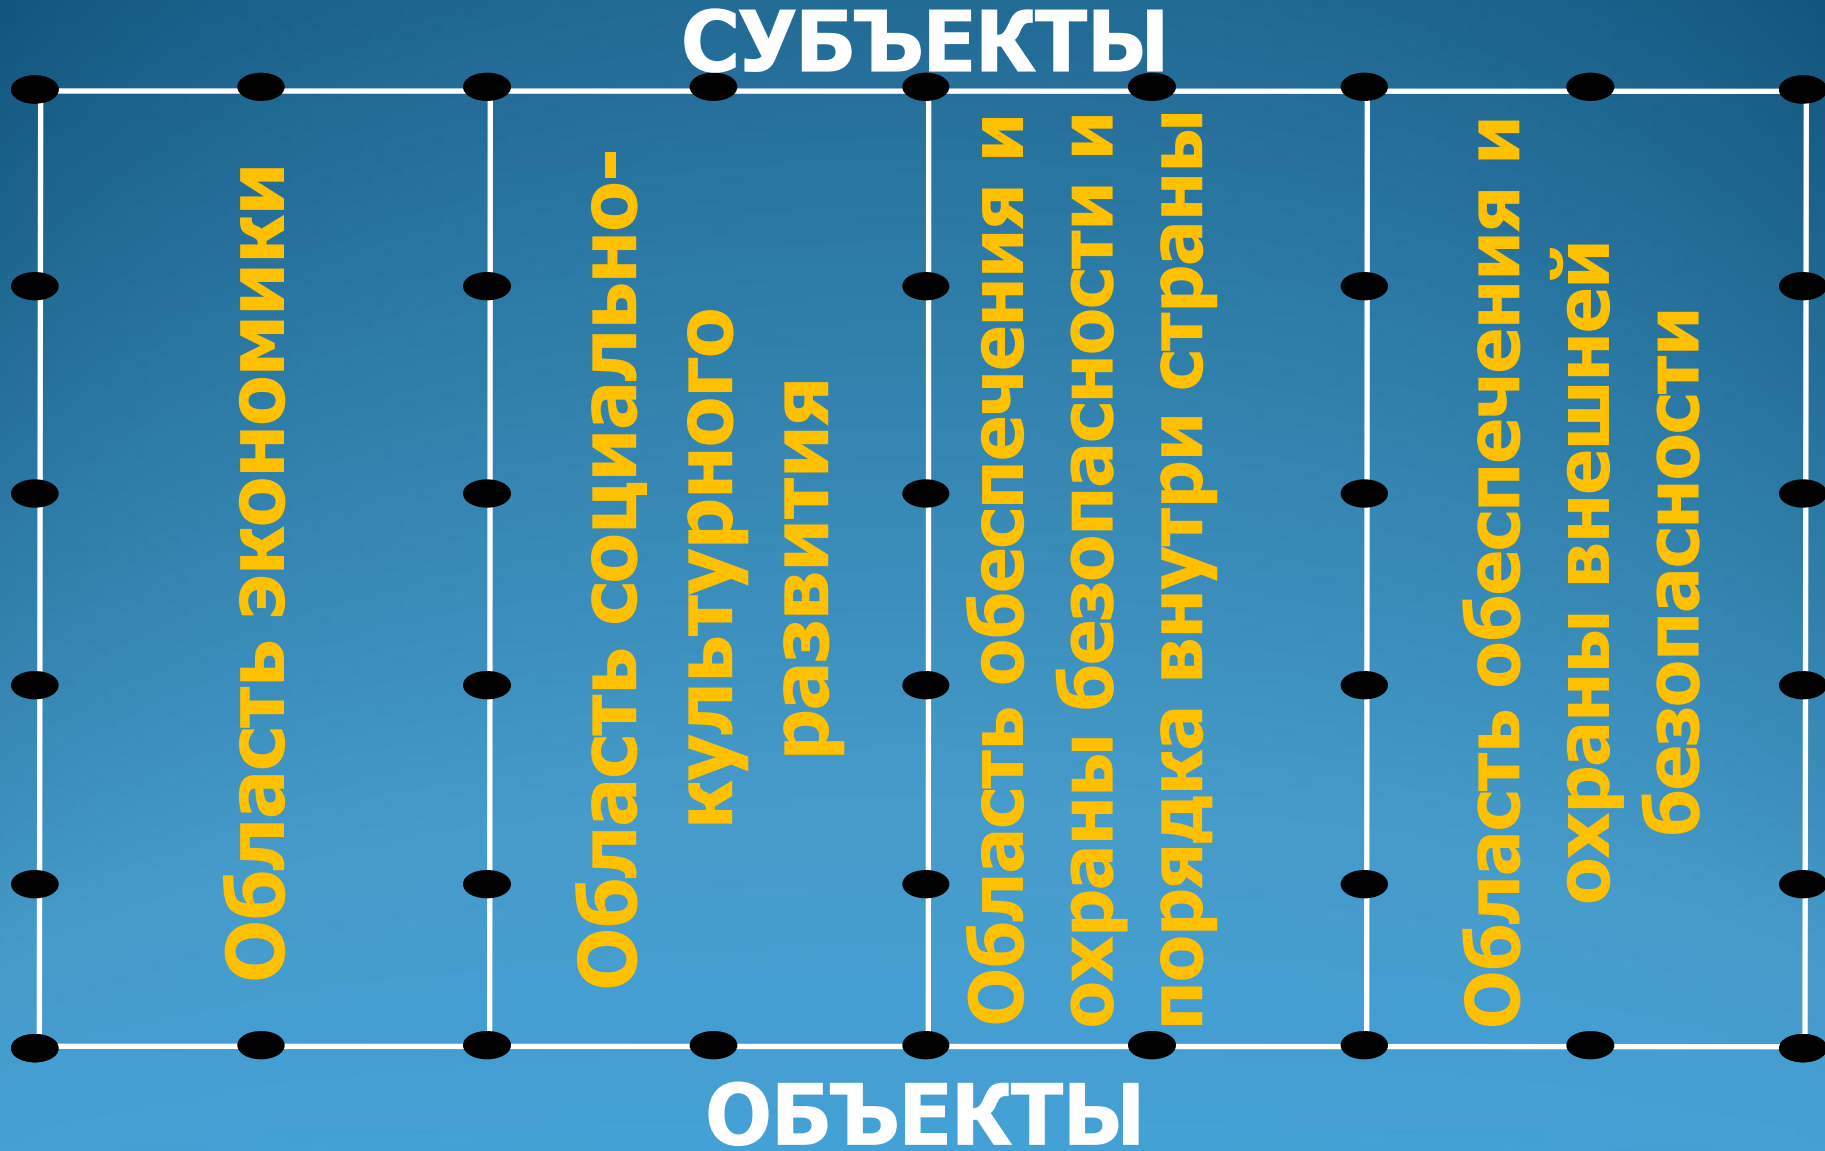 СУБЪЕКТЫ
Область экономики
Область социально-
культурного
развития
Область обеспечения и
охраны безопасности и
порядка внутри страны
Область обеспечения и
охраны внешней
безопасности
ОБЪЕКТЫ